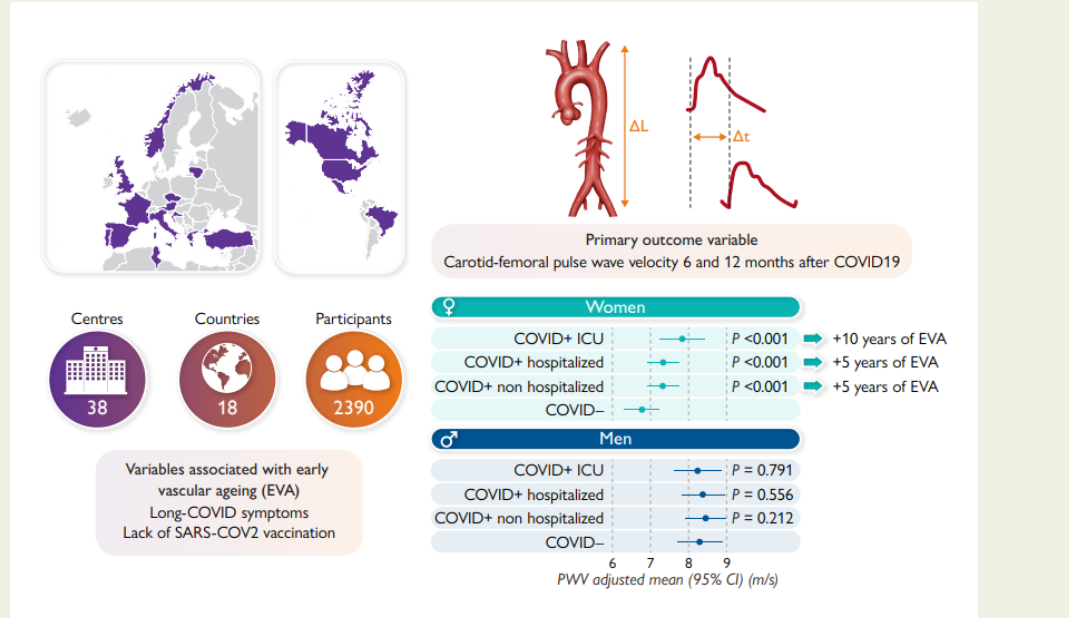 ΔL
Δt
Primary outcome variable
Carotid-femoral pulse wave velocity 6 and 12 months after COVID19
Centres
Countries
Participants
38
18
2390
Variables associated with early
vascular ageing (EVA)
Long-COVID symptoms
Lack of SARS-COV2 vaccination
♀ Women
COVID+ ICU P <0.001 +10 years of EVA
COVID+ hospitalized P <0.001 +5 years of EVA
COVID+ non hospitalized P <0.001 +5 years of EVA
COVID–
♂ Men
COVID+ ICU P = 0.791
COVID+ hospitalized P = 0.556
COVID+ non hospitalized P = 0.212
COVID–
6 7 8 9
PWV adjusted mean (95% CI) (m/s)